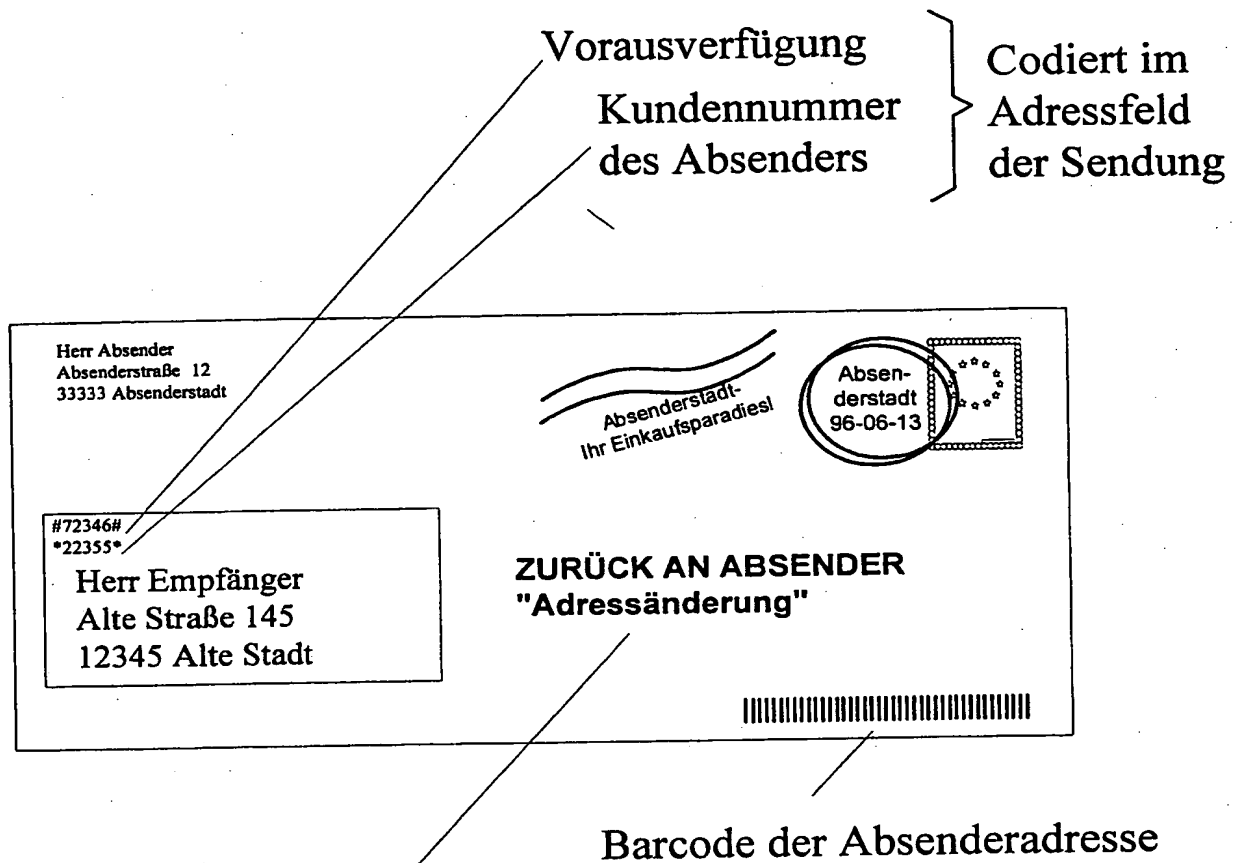 Vorausverfügung
Kundennummer
des Absenders
Codiert im
Adressfeld
der Sendung
Herr Absender
Absenderstraße 12
33333 Absenderstadt
Absenderstadt-
Ihr Einkaufsparadies!
Absen-
derstadt
96-06-13
#72346#
*22355*
Herr Empfänger
Alte Straße 145
12345 Alte Stadt
ZURÜCK AN ABSENDER
"Adressänderung"
Barcode der Absenderadresse